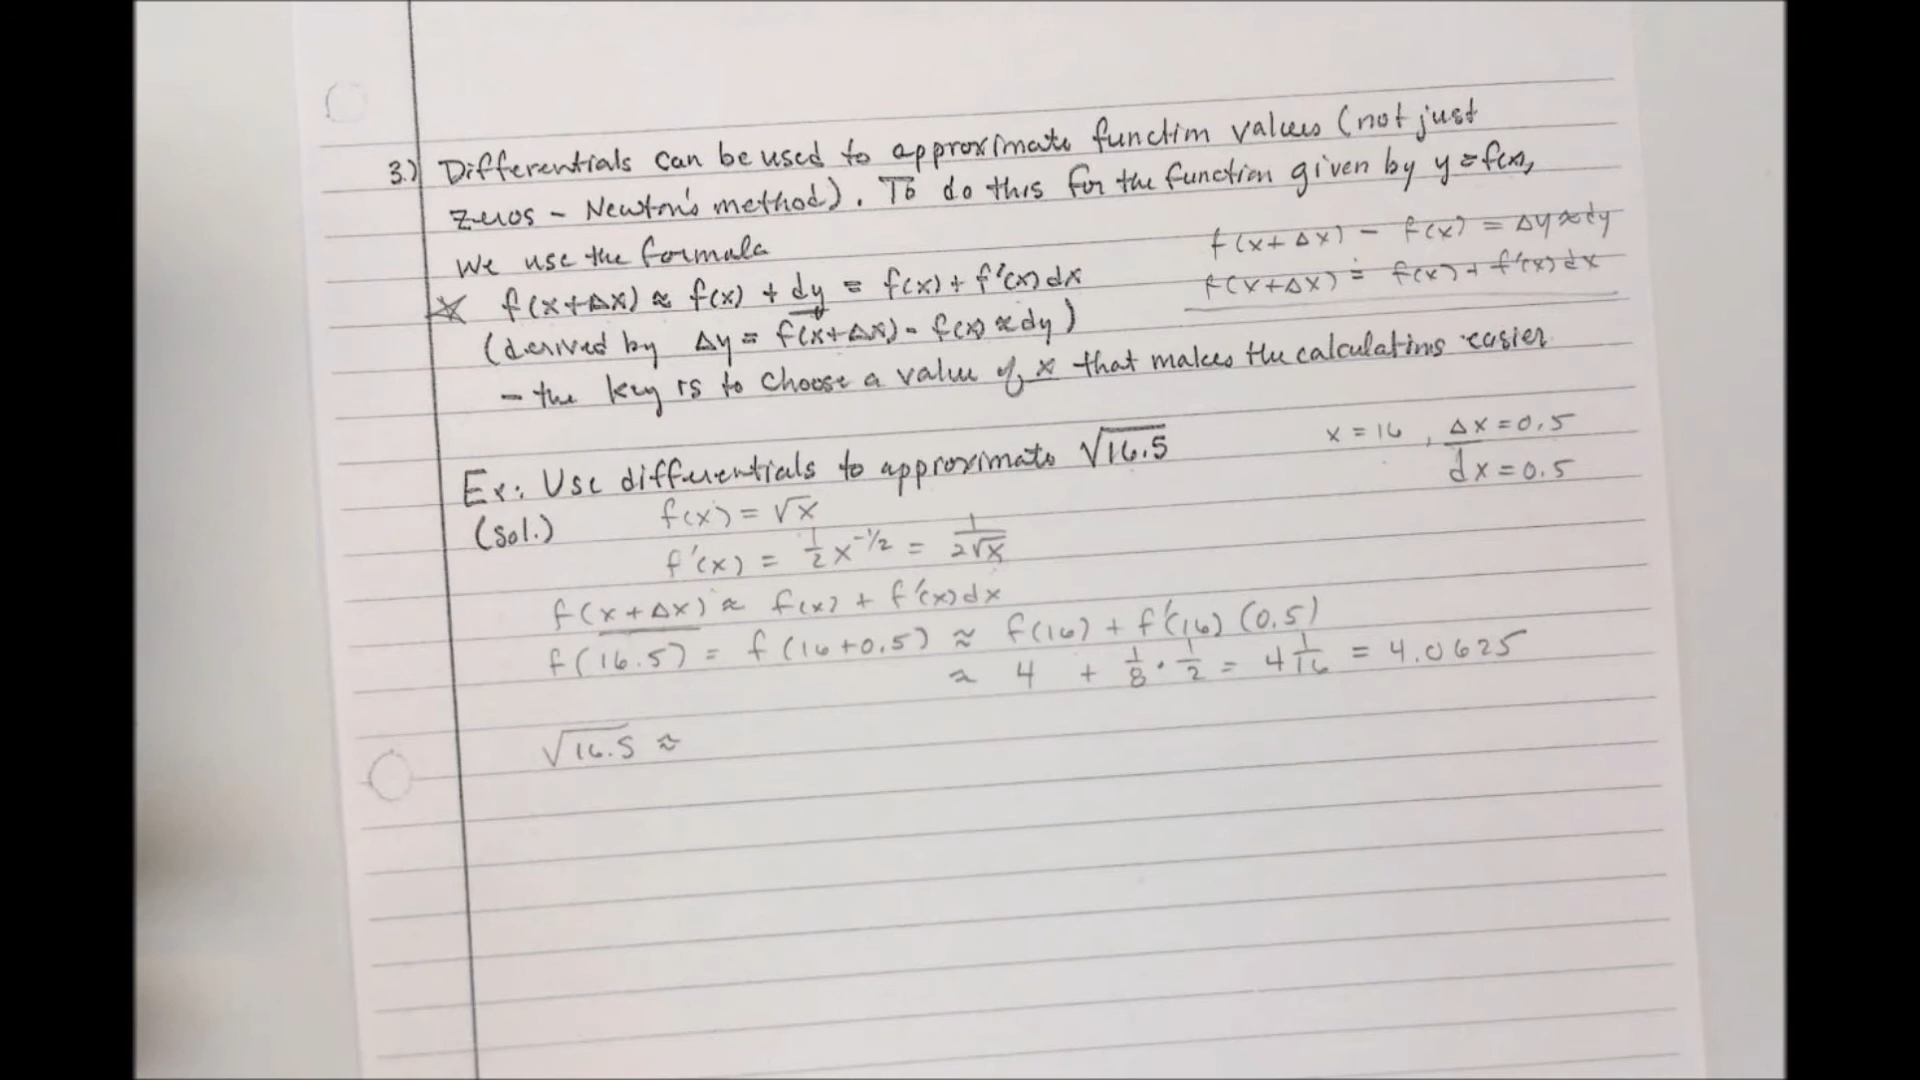 3.) Differentials can be used to approximate function values (not just
zeros - Newton's method). To do this for the function given by y = f(x),
we use the formula
f(x+Δx) ≈ f(x) + dy = f(x) + f'(x) dx
(derived by Δy = f(x+Δx) - f(x) ≈ dy)
- the key is to choose a value of x that makes the calculations easier
f(x+Δx) - f(x) = Δy ≈ dy
f(x+Δx) = f(x) + f'(x) dx
Ex: Use differentials to approximate √16.5
x = 16, Δx = 0.5
dx = 0.5
(sol.) f(x) = √x
f'(x) = 1/2 x^-1/2 = 1/(2√x)
f(x+Δx) ≈ f(x) + f'(x) dx
f(16.5) = f(16+0.5) ≈ f(16) + f'(16) (0.5)
≈ 4 + 1/8 · 1/2 = 4 1/16 = 4.0625
√16.5 ≈